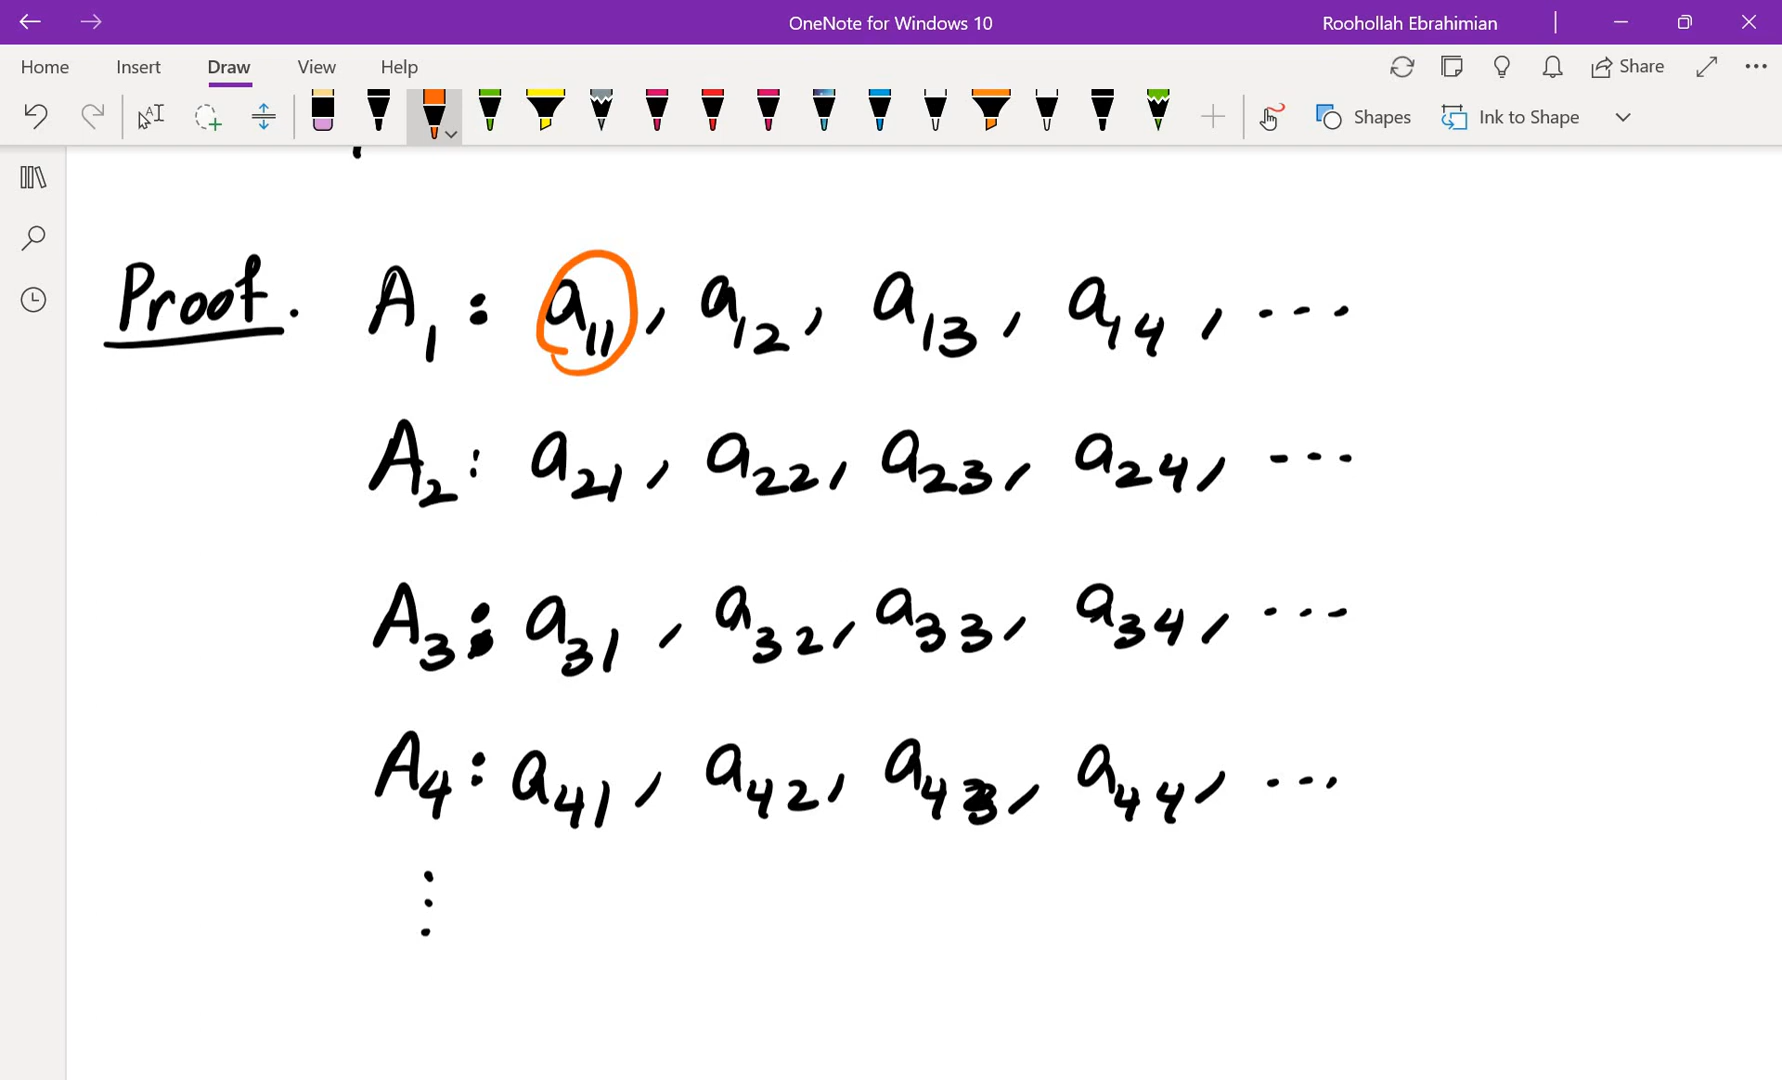 OneNote for Windows 10
Roohollah Ebrahimian
Home Insert Draw View Help
Share
Shapes
Ink to Shape
Proof. A₁ : a₁₁, a₁₂, a₁₃, a₁₄, ...
A₂ : a₂₁, a₂₂, a₂₃, a₂₄, ...
A₃ : a₃₁, a₃₂, a₃₃, a₃₄, ...
A₄ : a₄₁, a₄₂, a₄₃, a₄₄, ...
⋮